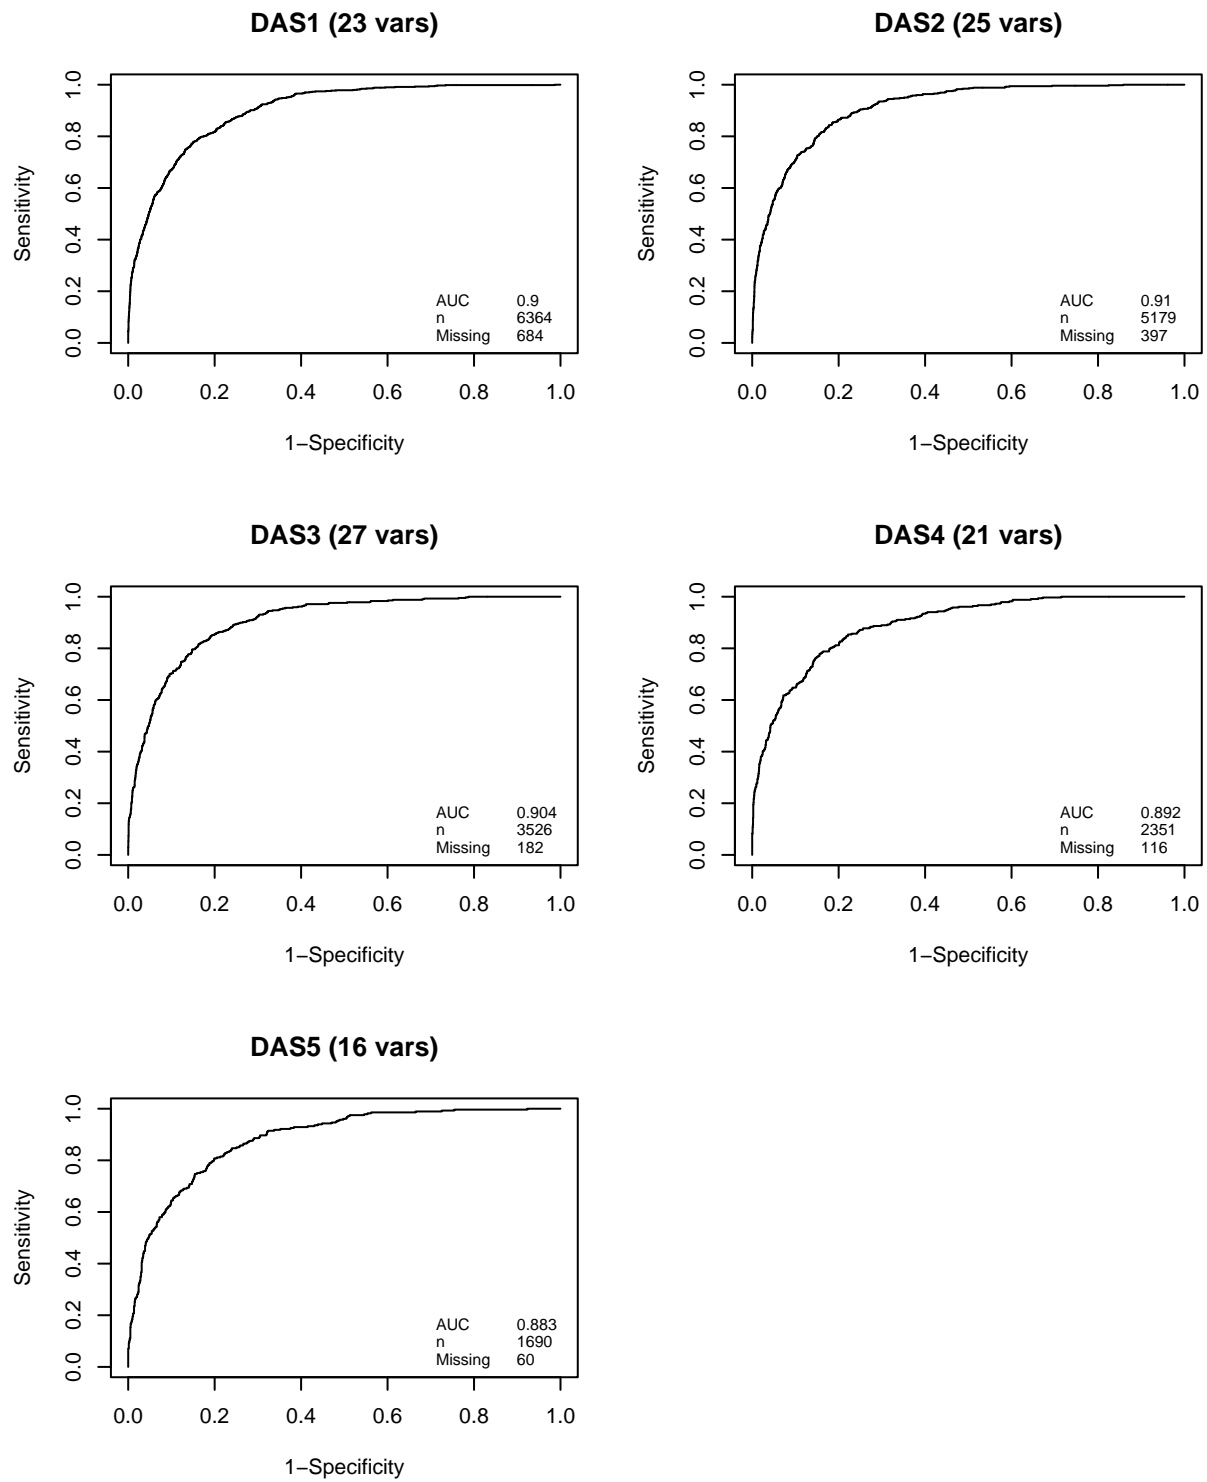 DAS1 (23 vars)
Sensitivity
0.0 0.2 0.4 0.6 0.8 1.0
AUC 0.9
n 6364
Missing 684
0.0 0.2 0.4 0.6 0.8 1.0
1−Specificity
DAS2 (25 vars)
Sensitivity
0.0 0.2 0.4 0.6 0.8 1.0
AUC 0.91
n 5179
Missing 397
0.0 0.2 0.4 0.6 0.8 1.0
1−Specificity
DAS3 (27 vars)
Sensitivity
0.0 0.2 0.4 0.6 0.8 1.0
AUC 0.904
n 3526
Missing 182
0.0 0.2 0.4 0.6 0.8 1.0
1−Specificity
DAS4 (21 vars)
Sensitivity
0.0 0.2 0.4 0.6 0.8 1.0
AUC 0.892
n 2351
Missing 116
0.0 0.2 0.4 0.6 0.8 1.0
1−Specificity
DAS5 (16 vars)
Sensitivity
0.0 0.2 0.4 0.6 0.8 1.0
AUC 0.883
n 1690
Missing 60
0.0 0.2 0.4 0.6 0.8 1.0
1−Specificity